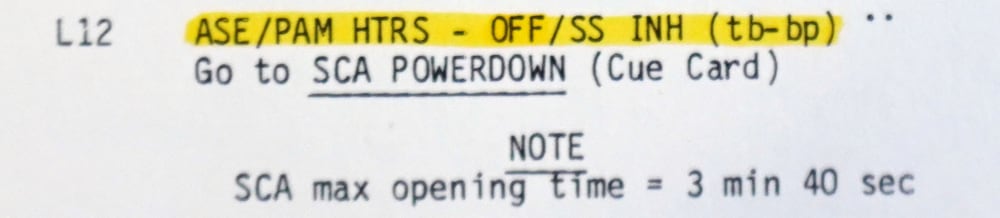 L12 ASE/PAM HTRS - OFF/SS INH (tb-bp)
Go to SCA POWERDOWN (Cue Card)
NOTE
SCA max opening time = 3 min 40 sec